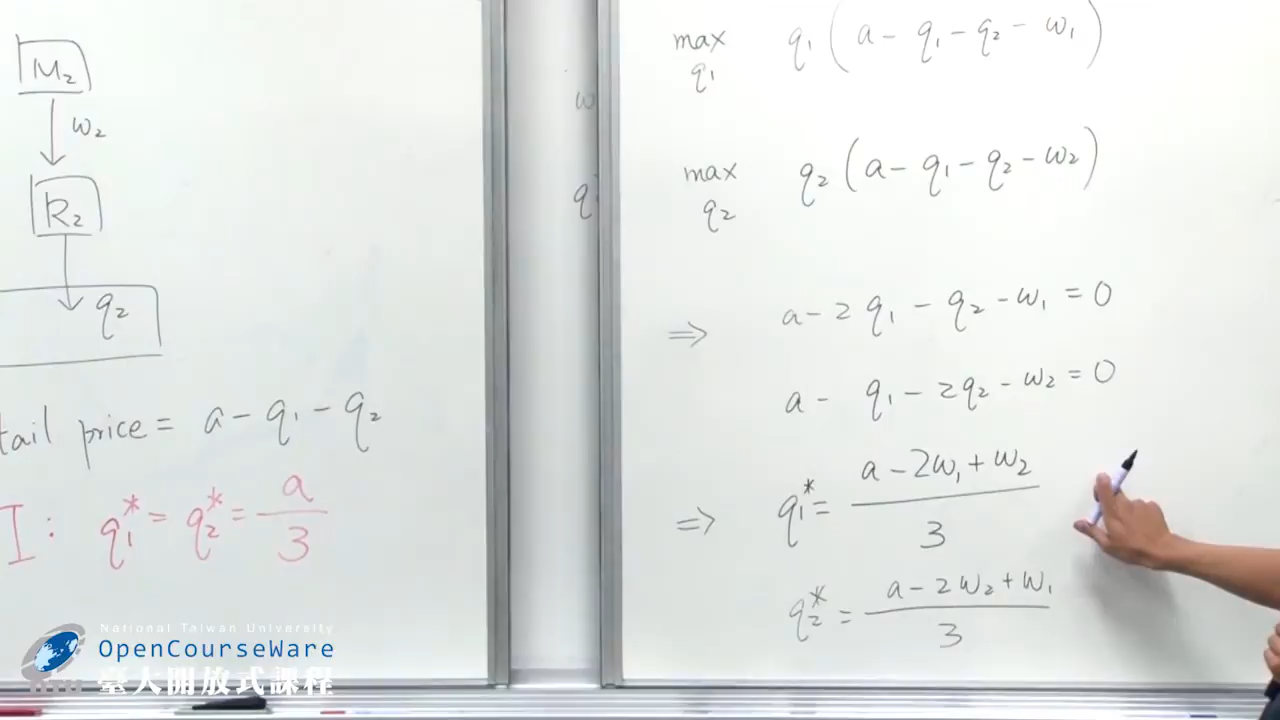 M₂
w₂
R₂
q₂
tail price = a - q₁ - q₂
I: q₁* = q₂* = a/3
w
q
max q₁ (a - q₁ - q₂ - w₁)
q₁
max q₂ (a - q₁ - q₂ - w₂)
q₂
⇒ a - 2q₁ - q₂ - w₁ = 0
a - q₁ - 2q₂ - w₂ = 0
⇒ q₁* = (a - 2w₁ + w₂)/3
q₂* = (a - 2w₂ + w₁)/3
National Taiwan University
OpenCourseWare
臺大開放式課程